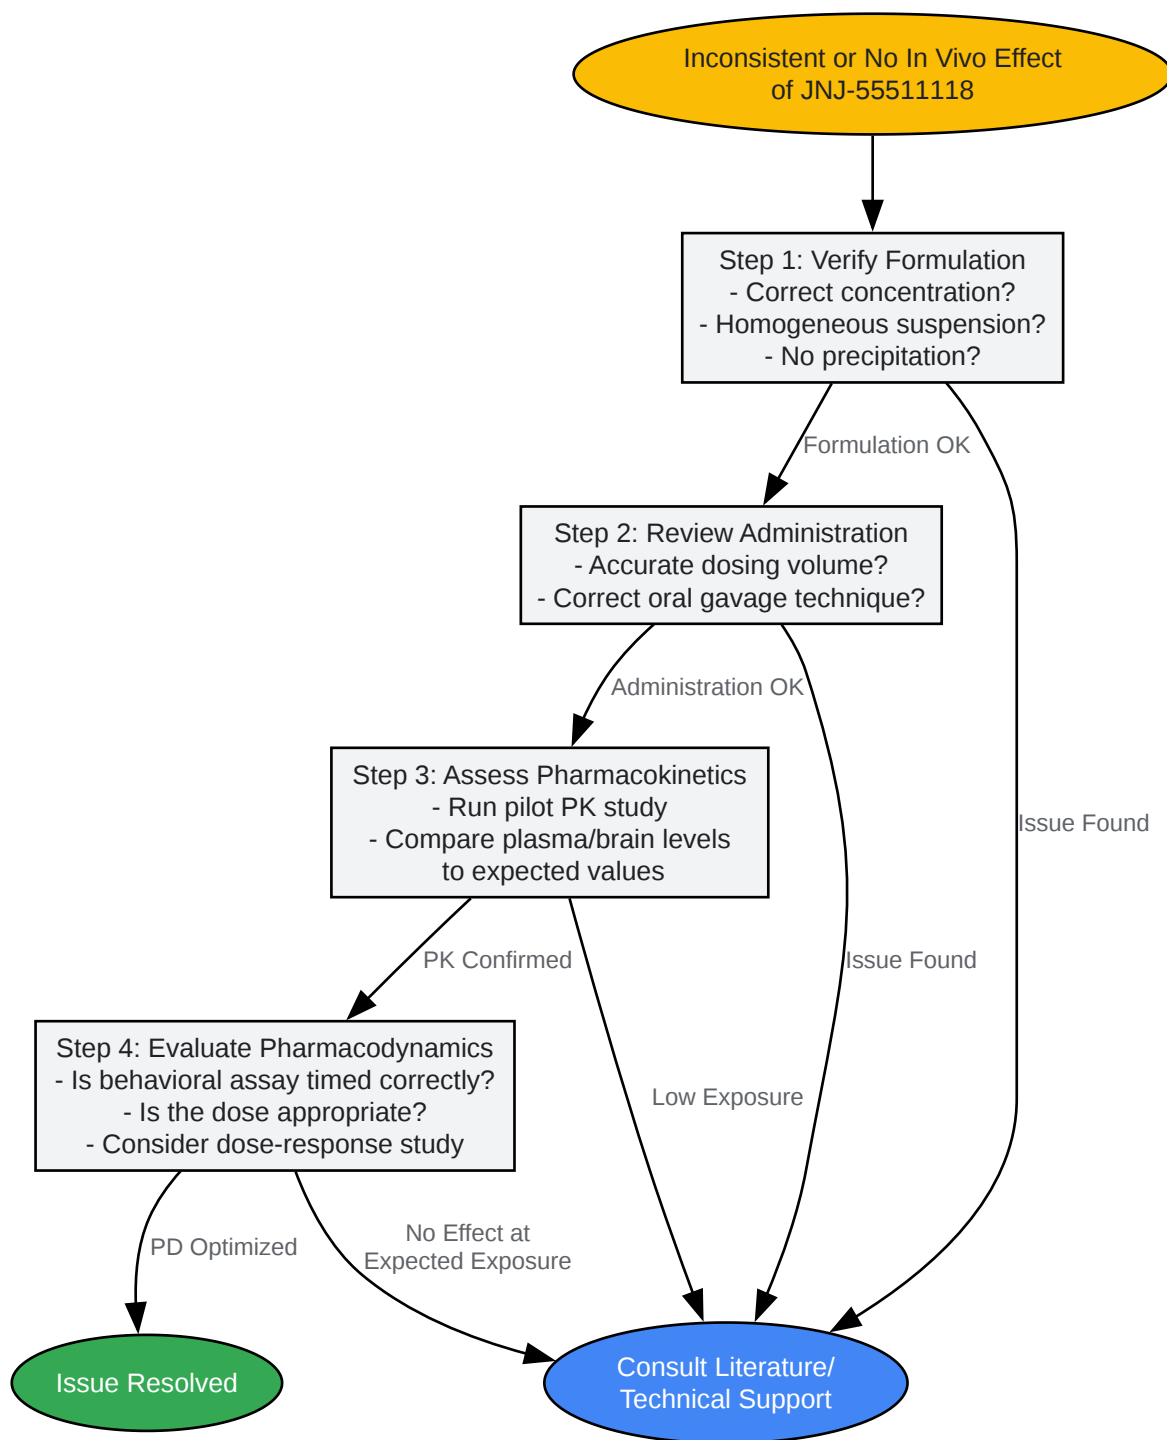 Inconsistent or No In Vivo Effect
of JNJ-55511118
Step 1: Verify Formulation
- Correct concentration?
- Homogeneous suspension?
- No precipitation?
Formulation OK
Step 2: Review Administration
- Accurate dosing volume?
- Correct oral gavage technique?
Administration OK
Step 3: Assess Pharmacokinetics
- Run pilot PK study
- Compare plasma/brain levels
to expected values
Issue Found
PK Confirmed
Issue Found
Step 4: Evaluate Pharmacodynamics
- Is behavioral assay timed correctly?
- Is the dose appropriate?
- Consider dose-response study
Low Exposure
PD Optimized
No Effect at
Expected Exposure
Issue Resolved
Consult Literature/
Technical Support